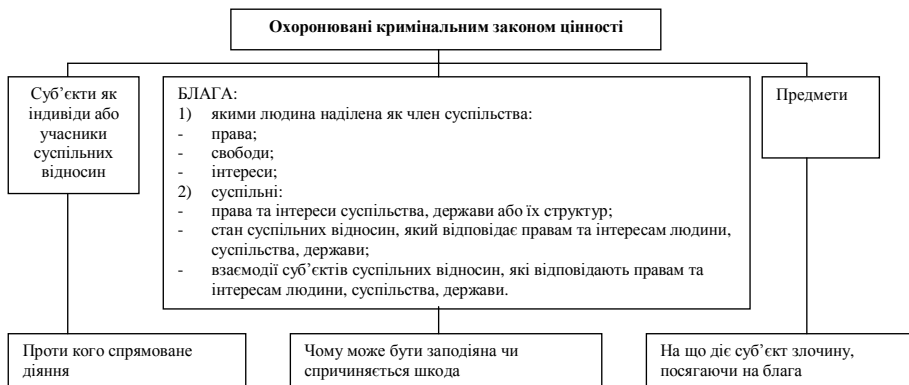 Охоронювані кримінальним законом цінності
Суб’єкти як
індивіди або
учасники
суспільних
відносин
БЛАГА:
1) якими людина наділена як член суспільства:
- права;
- свободи;
- інтереси;
2) суспільні:
- права та інтереси суспільства, держави або їх структур;
- стан суспільних відносин, який відповідає правам та інтересам людини,
суспільства, держави;
- взаємодії суб’єктів суспільних відносин, які відповідають правам та
інтересам людини, суспільства, держави.
Предмети
Проти кого спрямоване
діяння
Чому може бути заподіяна чи
спричиняється шкода
На що діє суб’єкт злочину,
посягаючи на блага